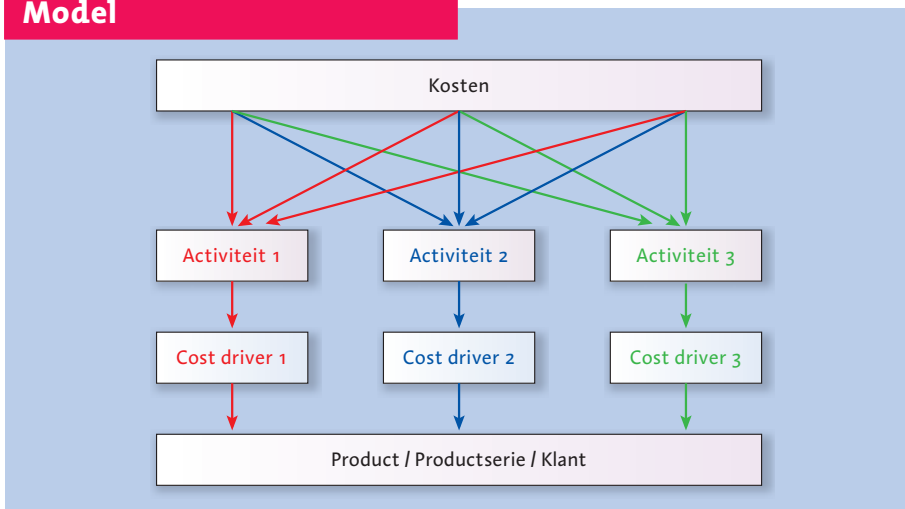 Model
Kosten
Activiteit 1
Activiteit 2
Activiteit 3
Cost driver 1
Cost driver 2
Cost driver 3
Product / Productserie / Klant